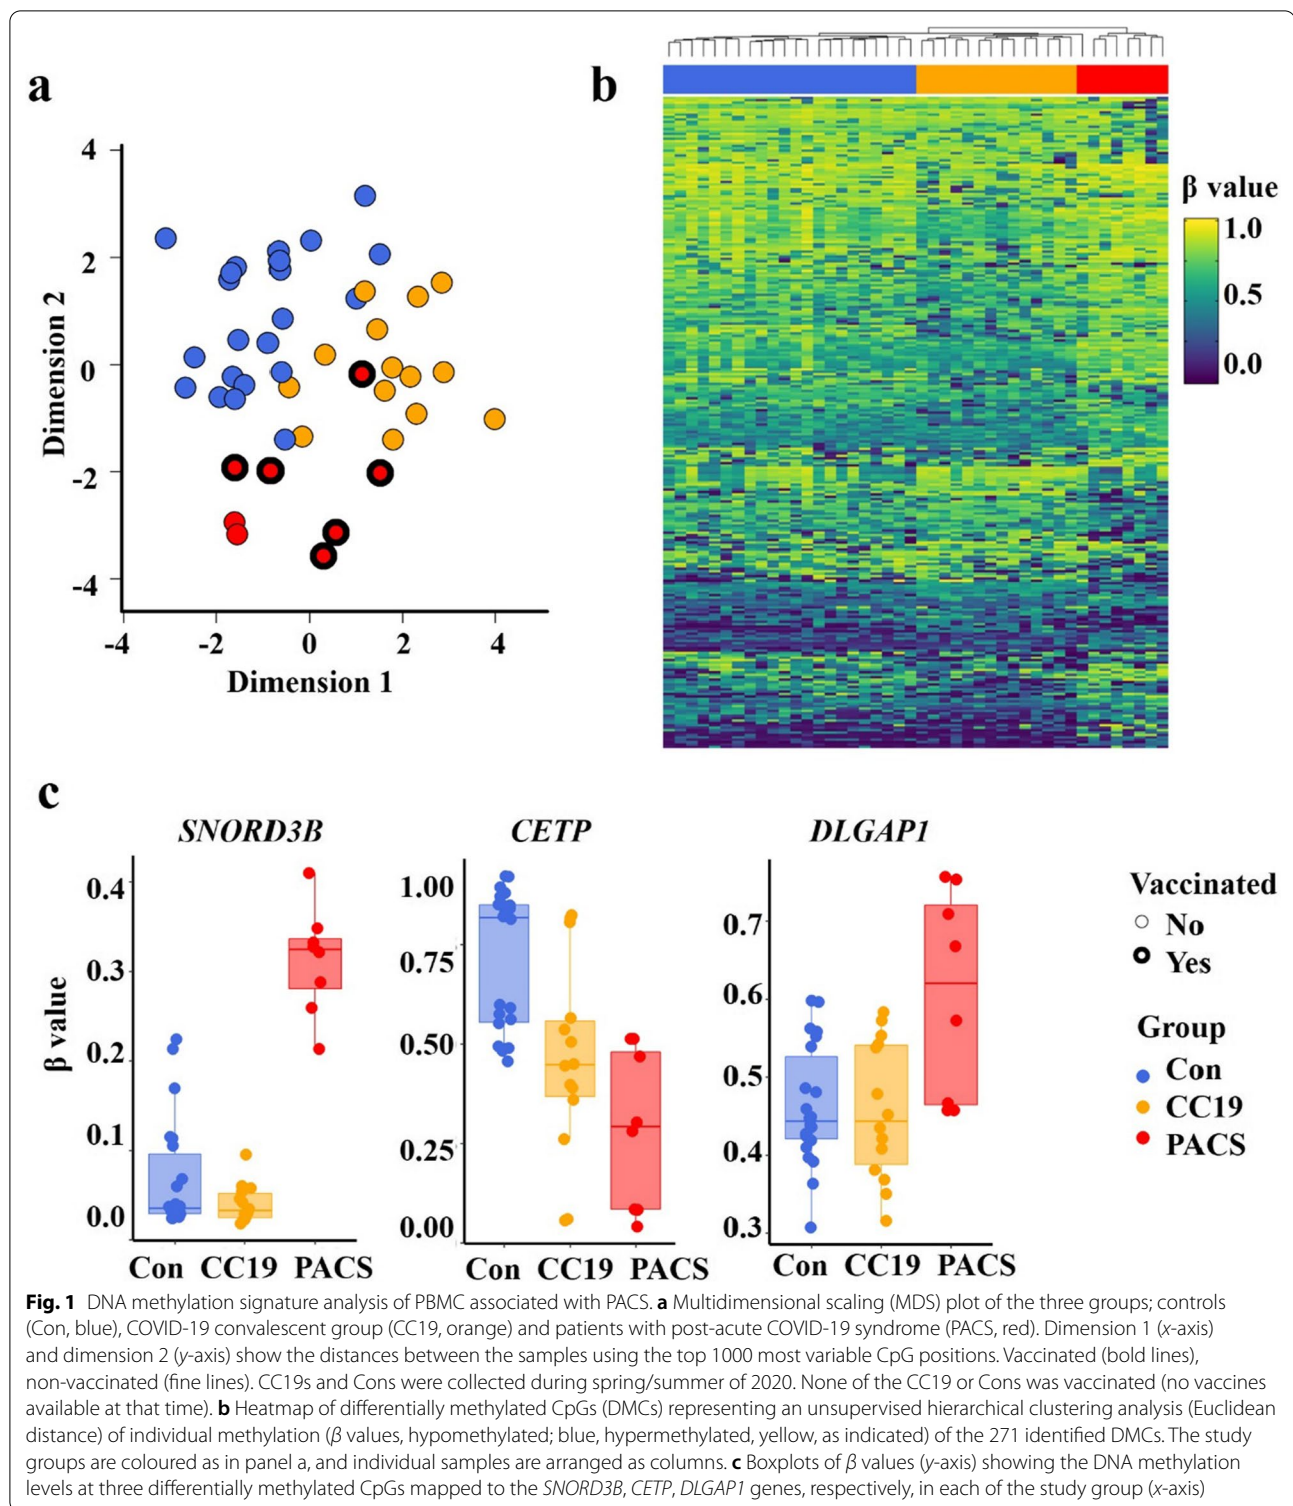 a
4
2
0
-2
-4
Dimension 2
-4 -2 0 2 4
Dimension 1
b
β value
1.0
0.5
0.0
c
SNORD3B
0.4
0.3
0.2
0.1
0.0
β value
Con CC19 PACS
CETP
1.00
0.75
0.50
0.25
0.00
Con CC19 PACS
DLGAP1
0.7
0.6
0.5
0.4
0.3
Con CC19 PACS
Vaccinated
No
Yes
Group
Con
CC19
PACS
Fig. 1 DNA methylation signature analysis of PBMC associated with PACS. a Multidimensional scaling (MDS) plot of the three groups; controls
(Con, blue), COVID-19 convalescent group (CC19, orange) and patients with post-acute COVID-19 syndrome (PACS, red). Dimension 1 (x-axis)
and dimension 2 (y-axis) show the distances between the samples using the top 1000 most variable CpG positions. Vaccinated (bold lines),
non-vaccinated (fine lines). CC19s and Cons were collected during spring/summer of 2020. None of the CC19 or Cons was vaccinated (no vaccines
available at that time). b Heatmap of differentially methylated CpGs (DMCs) representing an unsupervised hierarchical clustering analysis (Euclidean
distance) of individual methylation (β values, hypomethylated; blue, hypermethylated, yellow, as indicated) of the 271 identified DMCs. The study
groups are coloured as in panel a, and individual samples are arranged as columns. c Boxplots of β values (y-axis) showing the DNA methylation
levels at three differentially methylated CpGs mapped to the SNORD3B, CETP, DLGAP1 genes, respectively, in each of the study group (x-axis)